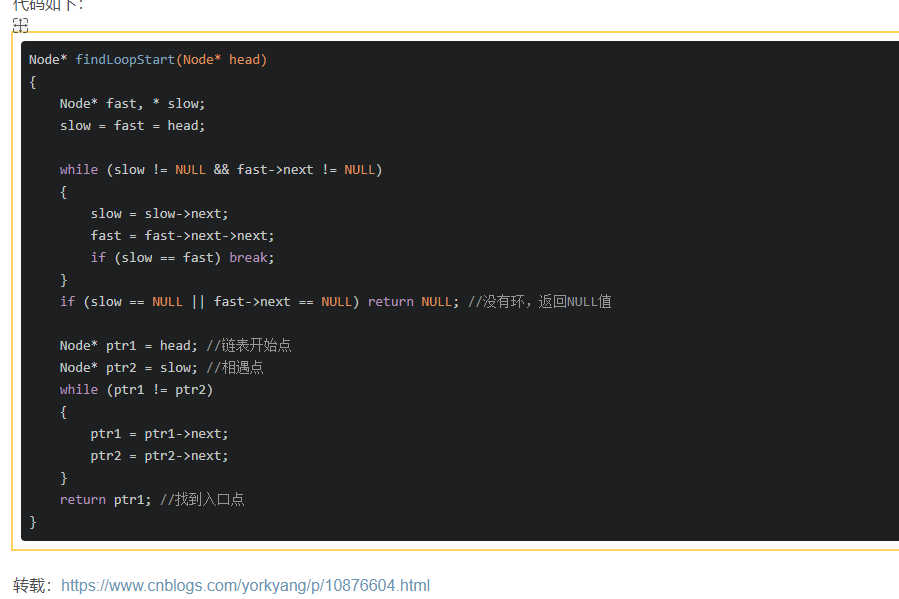 代码如下：
Node* findLoopStart(Node* head)
{
    Node* fast, * slow;
    slow = fast = head;
    while (slow != NULL && fast->next != NULL)
    {
        slow = slow->next;
        fast = fast->next->next;
        if (slow == fast) break;
    }
    if (slow == NULL || fast->next == NULL) return NULL; //没有环，返回NULL值
    Node* ptr1 = head; //链表开始点
    Node* ptr2 = slow; //相遇点
    while (ptr1 != ptr2)
    {
        ptr1 = ptr1->next;
        ptr2 = ptr2->next;
    }
    return ptr1; //找到入口点
}
转载：https://www.cnblogs.com/yorkyang/p/10876604.html